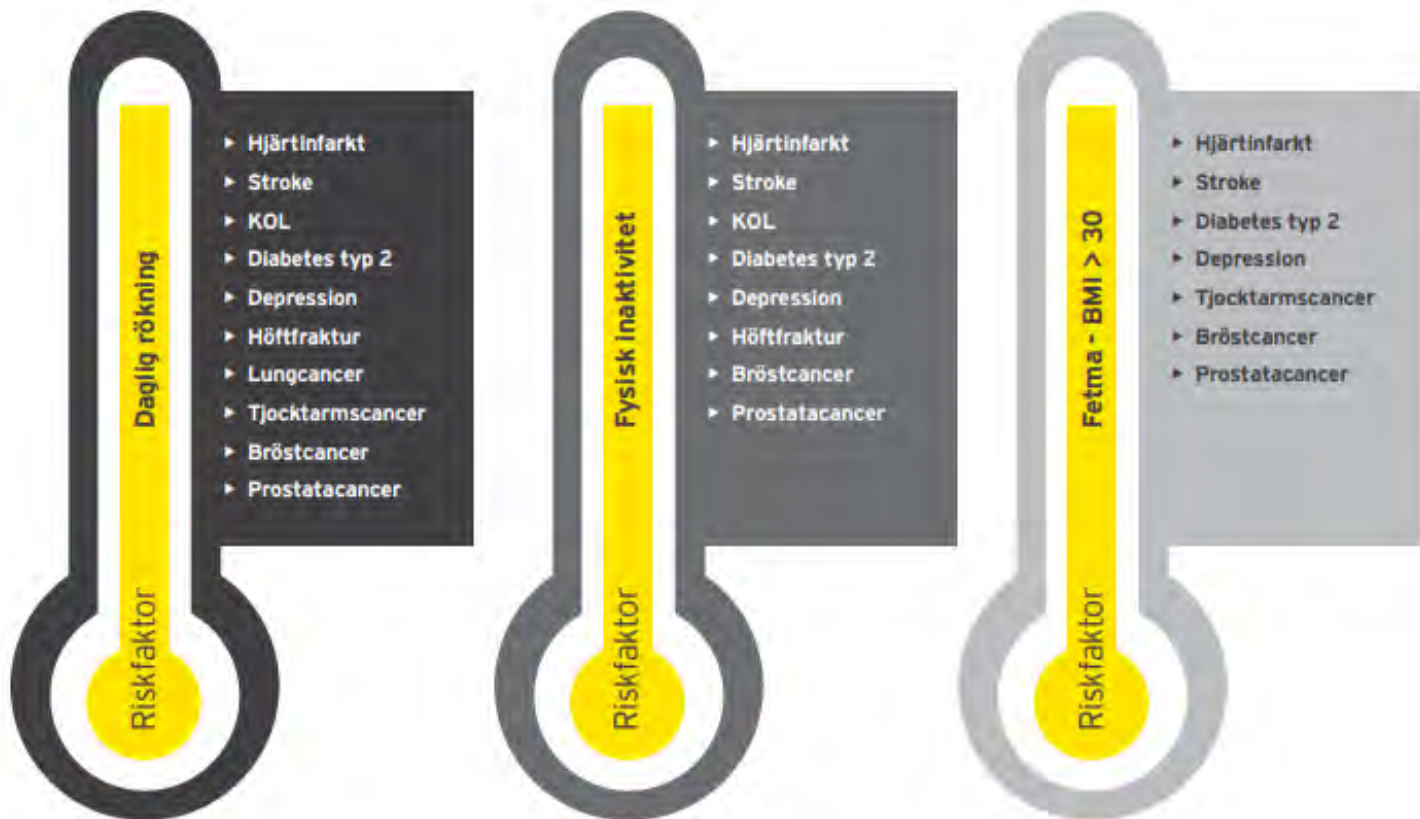 Riskfaktor Daglig rökning
▸ Hjärtinfarkt
▸ Stroke
▸ KOL
▸ Diabetes typ 2
▸ Depression
▸ Höftfraktur
▸ Lungcancer
▸ Tjocktarmscancer
▸ Bröstcancer
▸ Prostatacancer
Riskfaktor Fysisk inaktivitet
▸ Hjärtinfarkt
▸ Stroke
▸ KOL
▸ Diabetes typ 2
▸ Depression
▸ Höftfraktur
▸ Bröstcancer
▸ Prostatacancer
Riskfaktor Fetma - BMI > 30
▸ Hjärtinfarkt
▸ Stroke
▸ Diabetes typ 2
▸ Depression
▸ Tjocktarmscancer
▸ Bröstcancer
▸ Prostatacancer